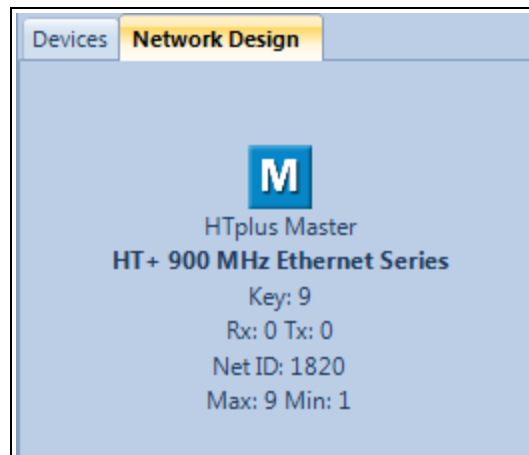 Devices Network Design
M
HTplus Master
HT+ 900 MHz Ethernet Series
Key: 9
Rx: 0 Tx: 0
Net ID: 1820
Max: 9 Min: 1